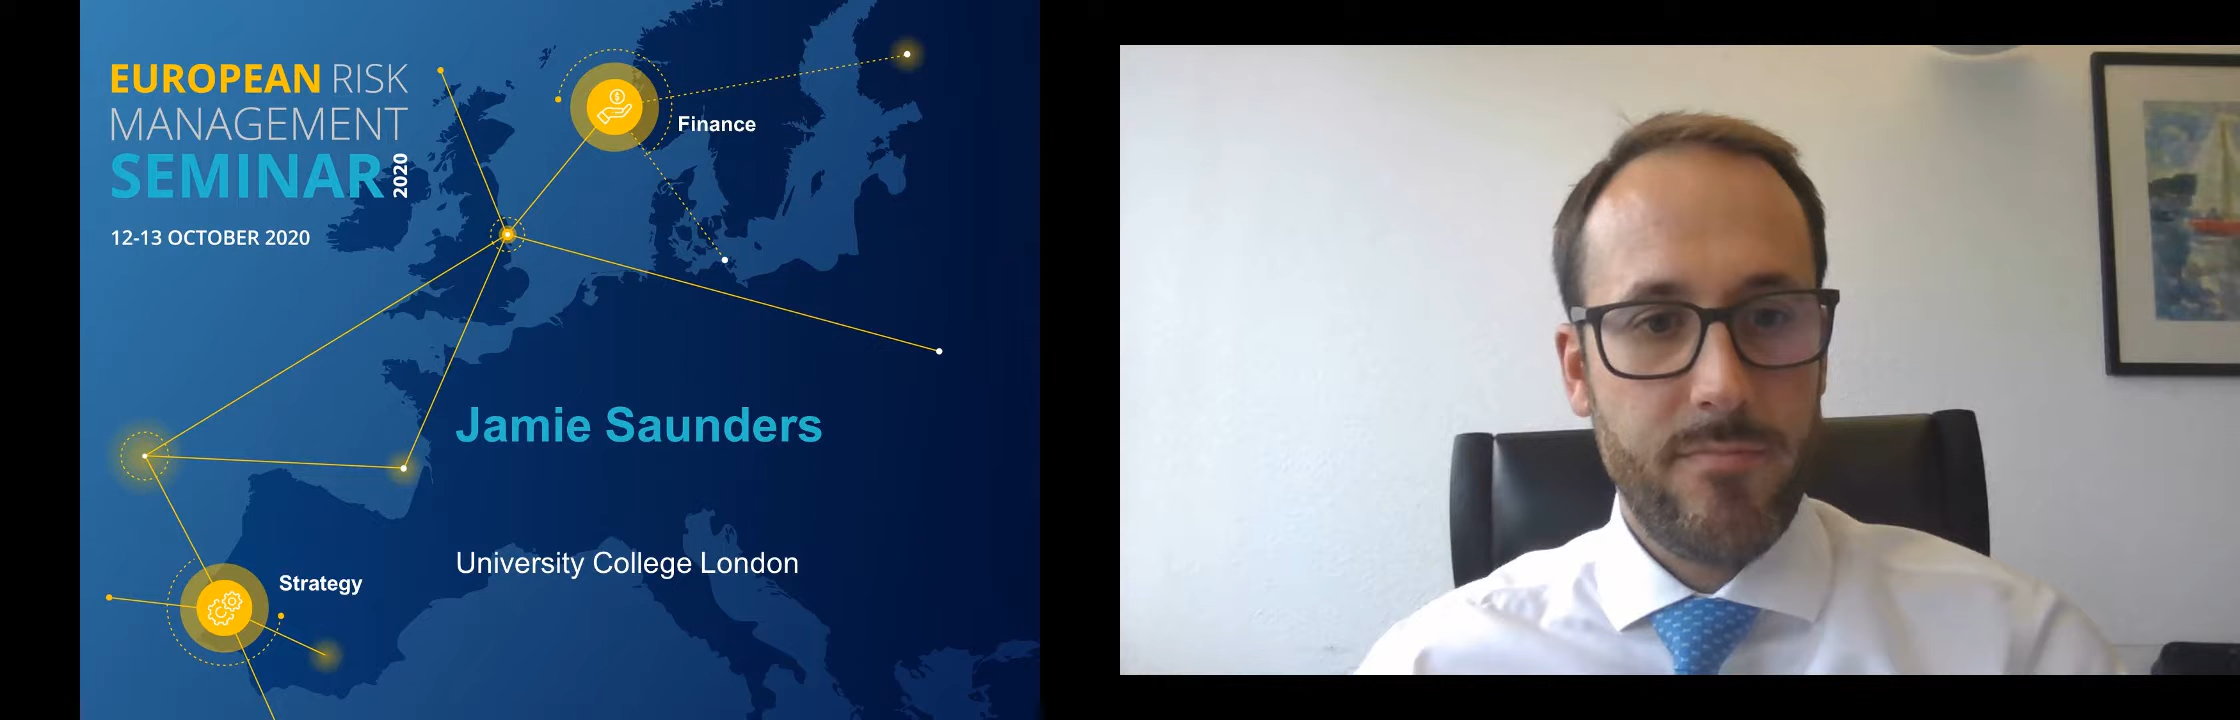 EUROPEAN RISK
MANAGEMENT
SEMINAR 2020
12-13 OCTOBER 2020
Finance
Jamie Saunders
University College London
Strategy